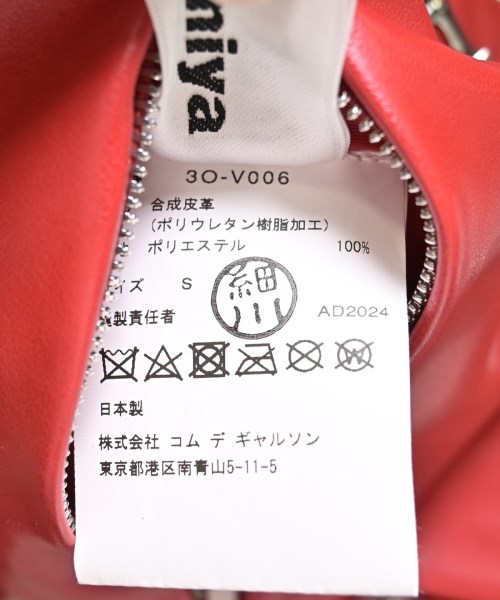 niya
3O-V006
合成皮革
(ポリウレタン樹脂加工)
ポリエステル 100%
イズ S
細川
製責任者 AD2024
W
日本製
株式会社 コム デ ギャルソン
東京都港区南青山5-11-5